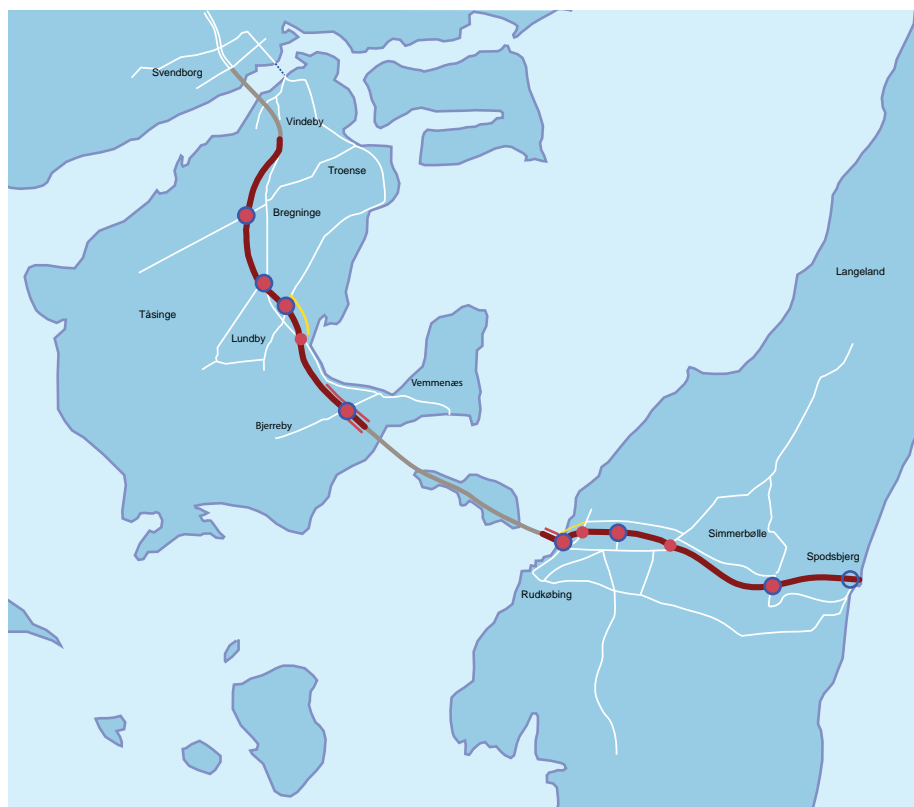 Svendborg
Vindeby
Troense
Bregninge
Langeland
Tåsinge
Lundby
Vemmenæs
Bjerreby
Simmerbølle
Spodsbjerg
Rudkøbing